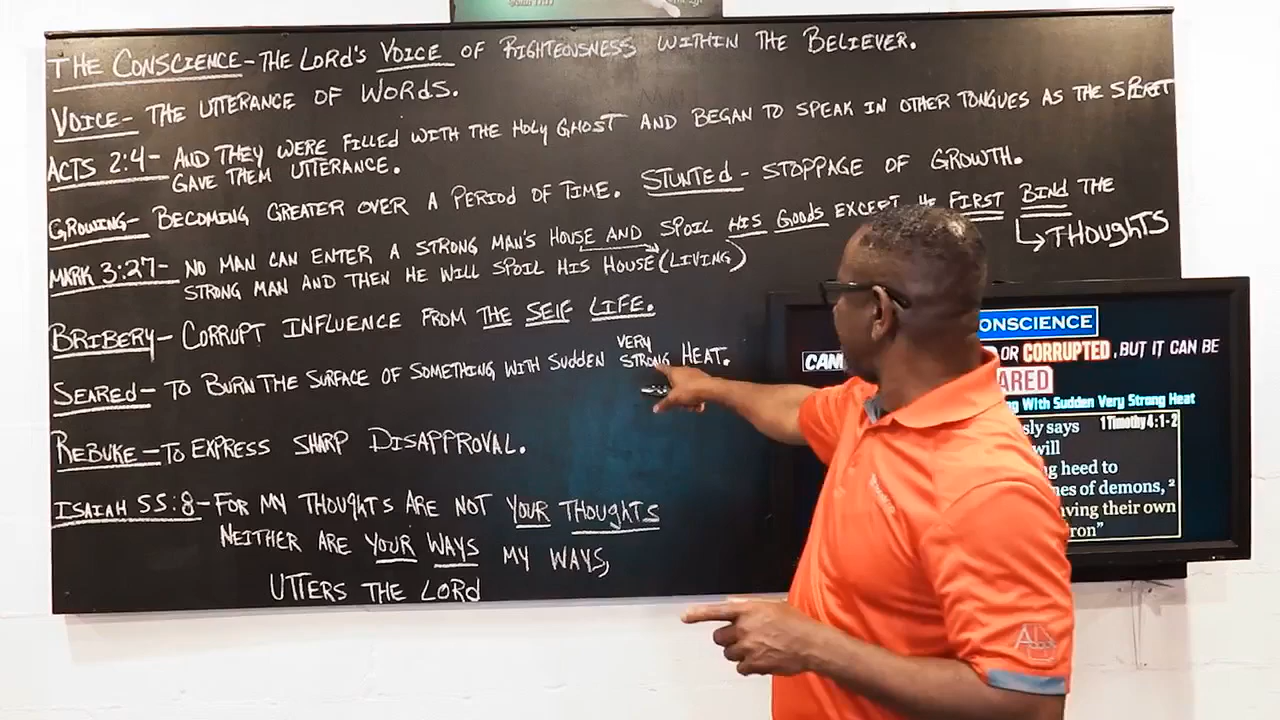 THE CONSCIENCE - THE LORD'S VOICE OF RIGHTEOUSNESS WITHIN THE BELIEVER.
VOICE - THE UTTERANCE OF WORDS.
ACTS 2:4 - AND THEY WERE FILLED WITH THE HOLY GHOST AND BEGAN TO SPEAK IN OTHER TONGUES AS THE SPIRIT
GAVE THEM UTTERANCE.
GROWING - BECOMING GREATER OVER A PERIOD OF TIME. STUNTED - STOPPAGE OF GROWTH.
MARK 3:27 - NO MAN CAN ENTER A STRONG MAN'S HOUSE AND SPOIL HIS GOODS EXCEPT HE FIRST BIND THE
STRONG MAN AND THEN HE WILL SPOIL HIS HOUSE (LIVING)
THOUGHTS
BRIBERY - CORRUPT INFLUENCE FROM THE SELF LIFE.
SEARED - TO BURN THE SURFACE OF SOMETHING WITH SUDDEN VERY STRONG HEAT.
REBUKE - TO EXPRESS SHARP DISAPPROVAL.
ISAIAH 55:8 - FOR MY THOUGHTS ARE NOT YOUR THOUGHTS
NEITHER ARE YOUR WAYS MY WAYS,
UTTERS THE LORD
ONSCIENCE
OR CORRUPTED, BUT IT CAN BE
ARED
With Sudden Very Strong Heat
sly says 1 Timothy 4:1-2
will
heed to
of demons, 2
their own